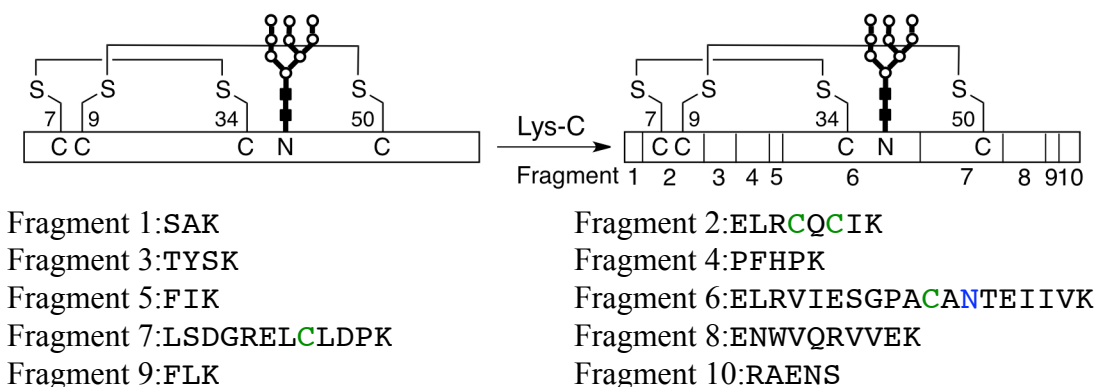 S S S S S S S S
7 9 34 50 7 9 34 50
C C C N C C C C N C
Lys-C
Fragment 1 2 3 4 5 6 7 8 9 10
Fragment 1:SAK Fragment 2:ELRCQCIK
Fragment 3:TYSK Fragment 4:PFHPK
Fragment 5:FIK Fragment 6:ELRVIESGPACANTEIIVK
Fragment 7:LSDGRELCLDPK Fragment 8:ENWVQRVVEK
Fragment 9:FLK Fragment 10:RAENS